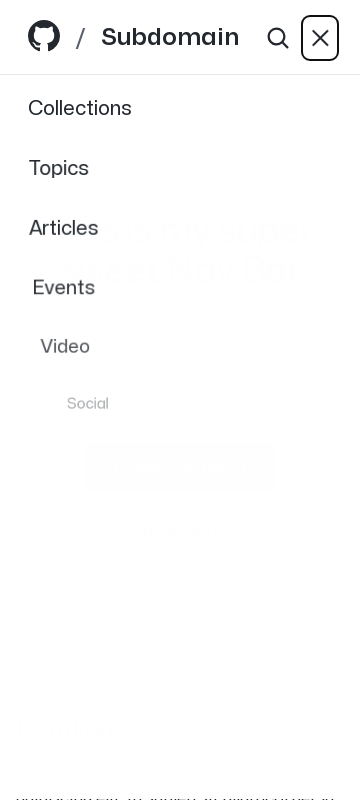 / Subdomain
Collections
Topics
Articles
Events
Video
Social